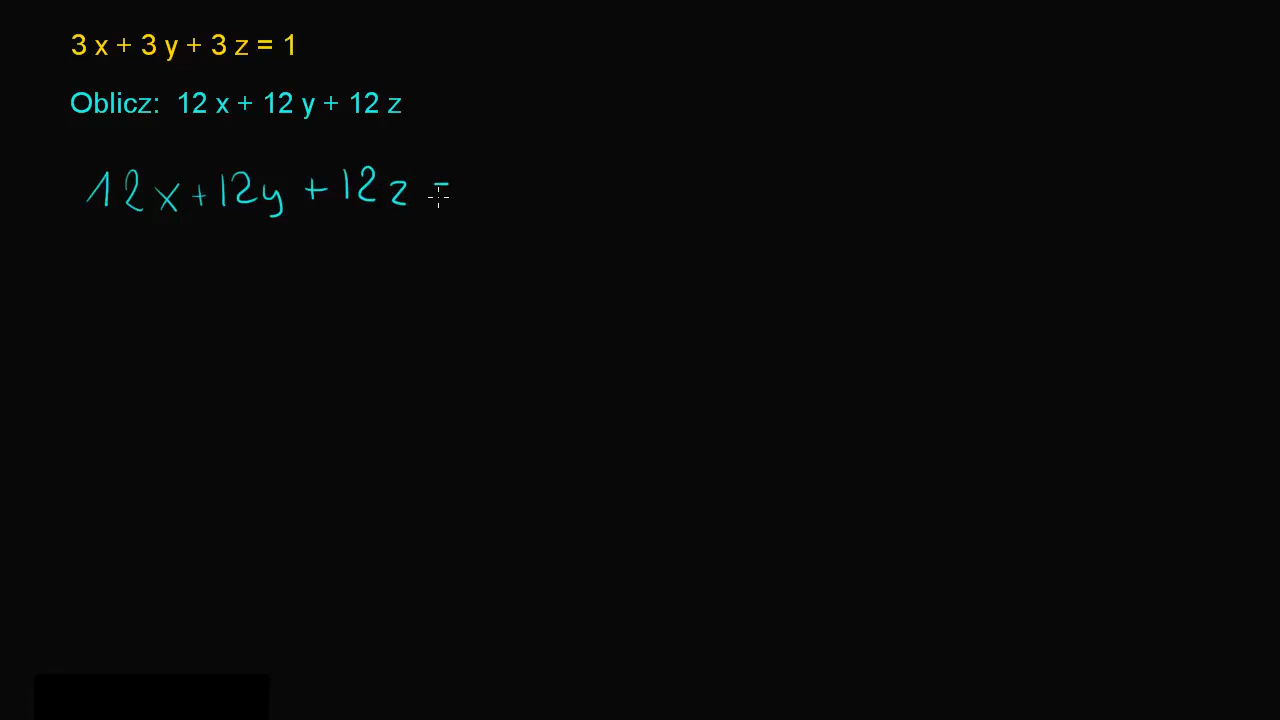 3 x + 3 y + 3 z = 1
Oblicz: 12 x + 12 y + 12 z
12x+12y+12z =